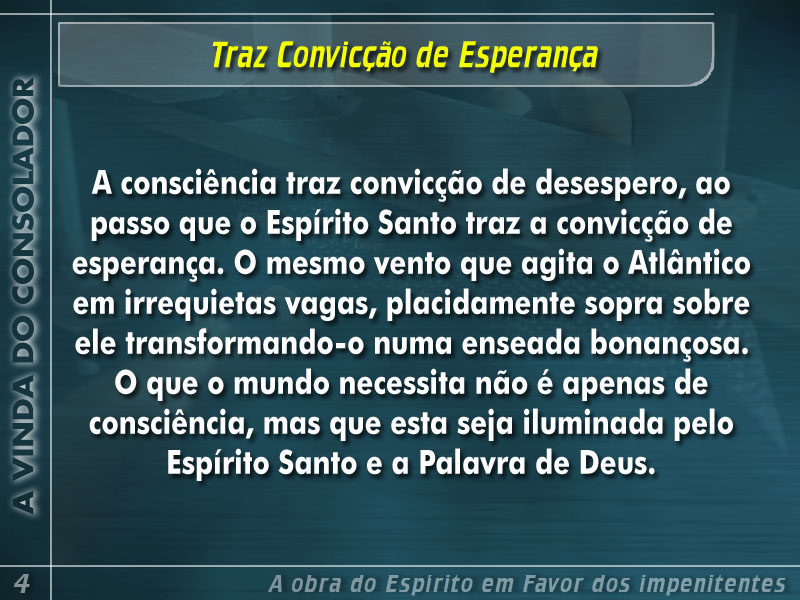 Traz Convicção de Esperança
A VINDA DO CONSOLADOR
A consciência traz convicção de desespero, ao
passo que o Espírito Santo traz a convicção de
esperança. O mesmo vento que agita o Atlântico
em irrequietas vagas, placidamente sopra sobre
ele transformando-o numa enseada bonançosa.
O que o mundo necessita não é apenas de
consciência, mas que esta seja iluminada pelo
Espírito Santo e a Palavra de Deus.
4
A obra do Espírito em Favor dos impenitentes